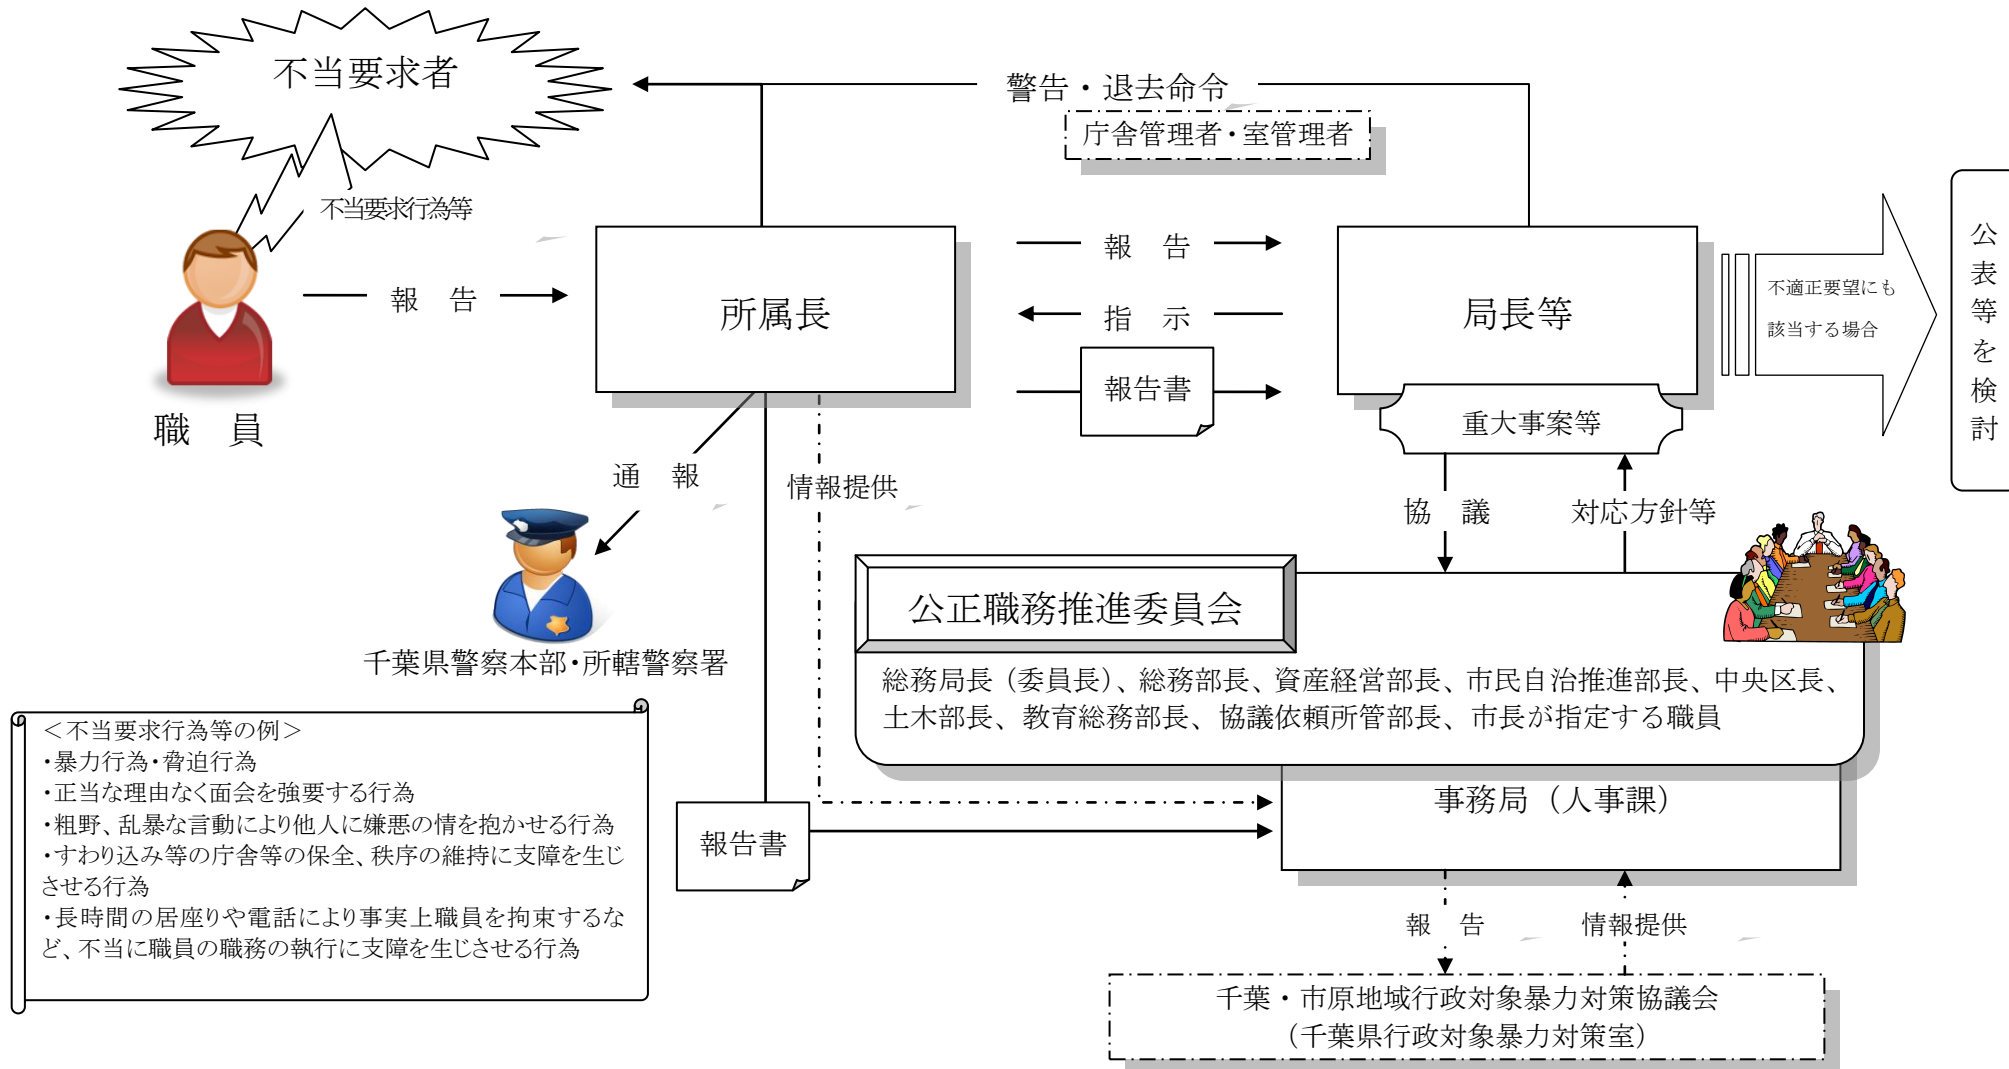 不当要求者
警告・退去命令
庁舎管理者・室管理者
不当要求行為等
報 告
職 員
所属長
報 告
指 示
報告書
局長等
重大事案等
不適正要望にも
該当する場合
公表等を検討
通 報
情報提供
協 議
対応方針等
千葉県警察本部・所轄警察署
公正職務推進委員会
総務局長（委員長）、総務部長、資産経営部長、市民自治推進部長、中央区長、
土木部長、教育総務部長、協議依頼所管部長、市長が指定する職員
＜不当要求行為等の例＞
・暴力行為・脅迫行為
・正当な理由なく面会を強要する行為
・粗野、乱暴な言動により他人に嫌悪の情を抱かせる行為
・すわり込み等の庁舎等の保全、秩序の維持に支障を生じ
させる行為
・長時間の居座りや電話により事実上職員を拘束するな
ど、不当に職員の職務の執行に支障を生じさせる行為
報告書
事務局（人事課）
報 告
情報提供
千葉・市原地域行政対象暴力対策協議会
（千葉県行政対象暴力対策室）